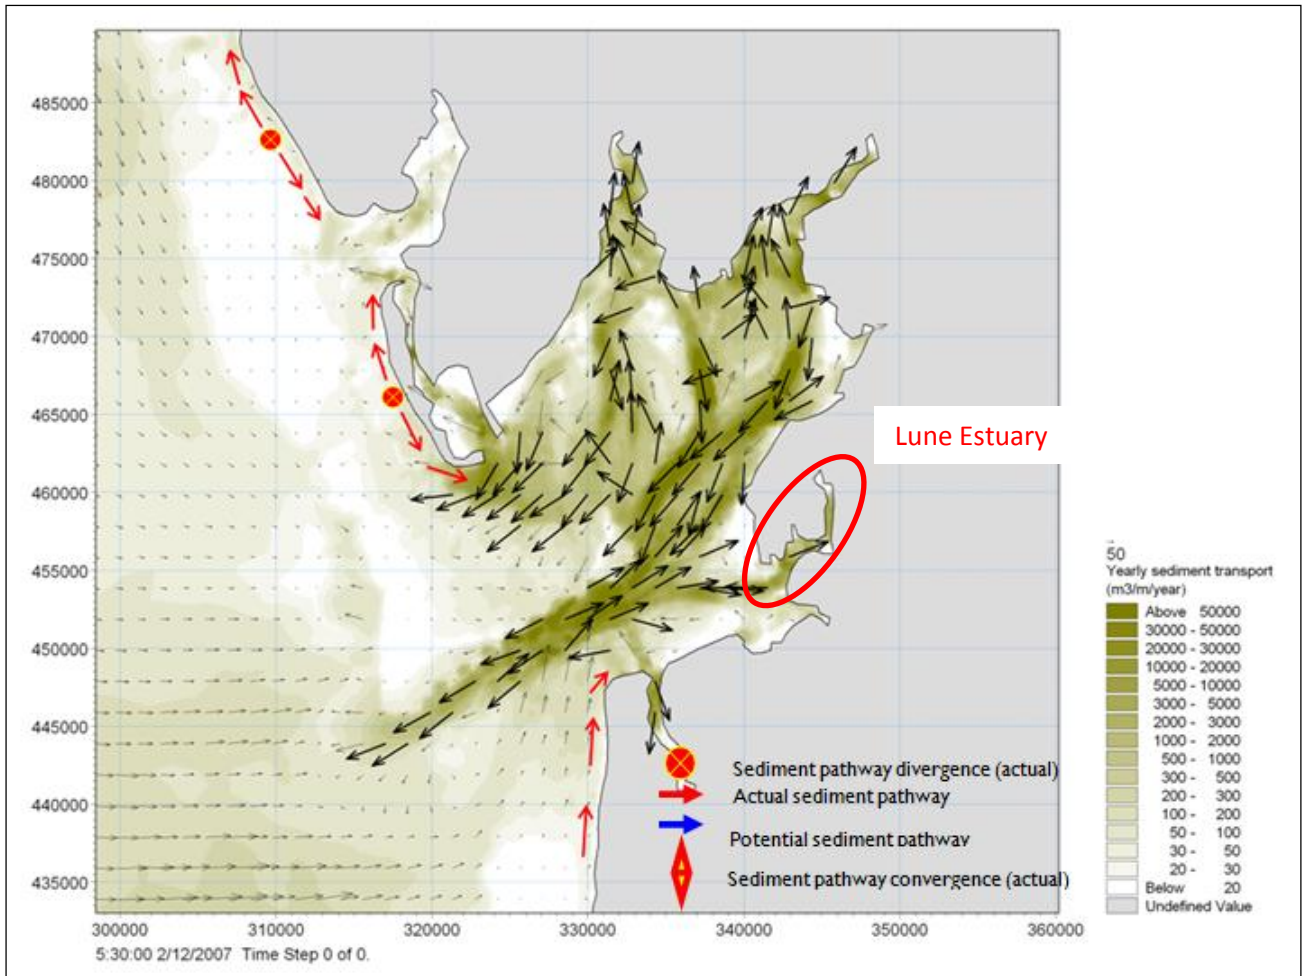 485000
480000
475000
470000
465000
460000
455000
450000
445000
440000
435000
300000
310000
320000
330000
340000
350000
360000
5:30:00 2/12/2007 Time Step 0 of 0.
Lune Estuary
Sediment pathway divergence (actual)
Actual sediment pathway
Potential sediment pathway
Sediment pathway convergence (actual)
50
Yearly sediment transport
(m3/m/year)
Above 50000
30000 - 50000
20000 - 30000
10000 - 20000
5000 - 10000
3000 - 5000
2000 - 3000
1000 - 2000
500 - 1000
300 - 500
200 - 300
100 - 200
50 - 100
30 - 50
20 - 30
Below 20
Undefined Value